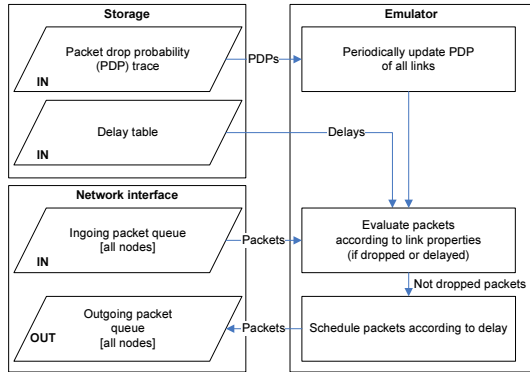 Storage
Packet drop probability
(PDP) trace
IN
PDPs
Delay table
IN
Delays
Network interface
Ingoing packet queue
[all nodes]
IN
Packets
Outgoing packet
queue
[all nodes]
OUT
Packets
Emulator
Periodically update PDP
of all links
Evaluate packets
according to link properties
(if dropped or delayed)
Not dropped packets
Schedule packets according to delay